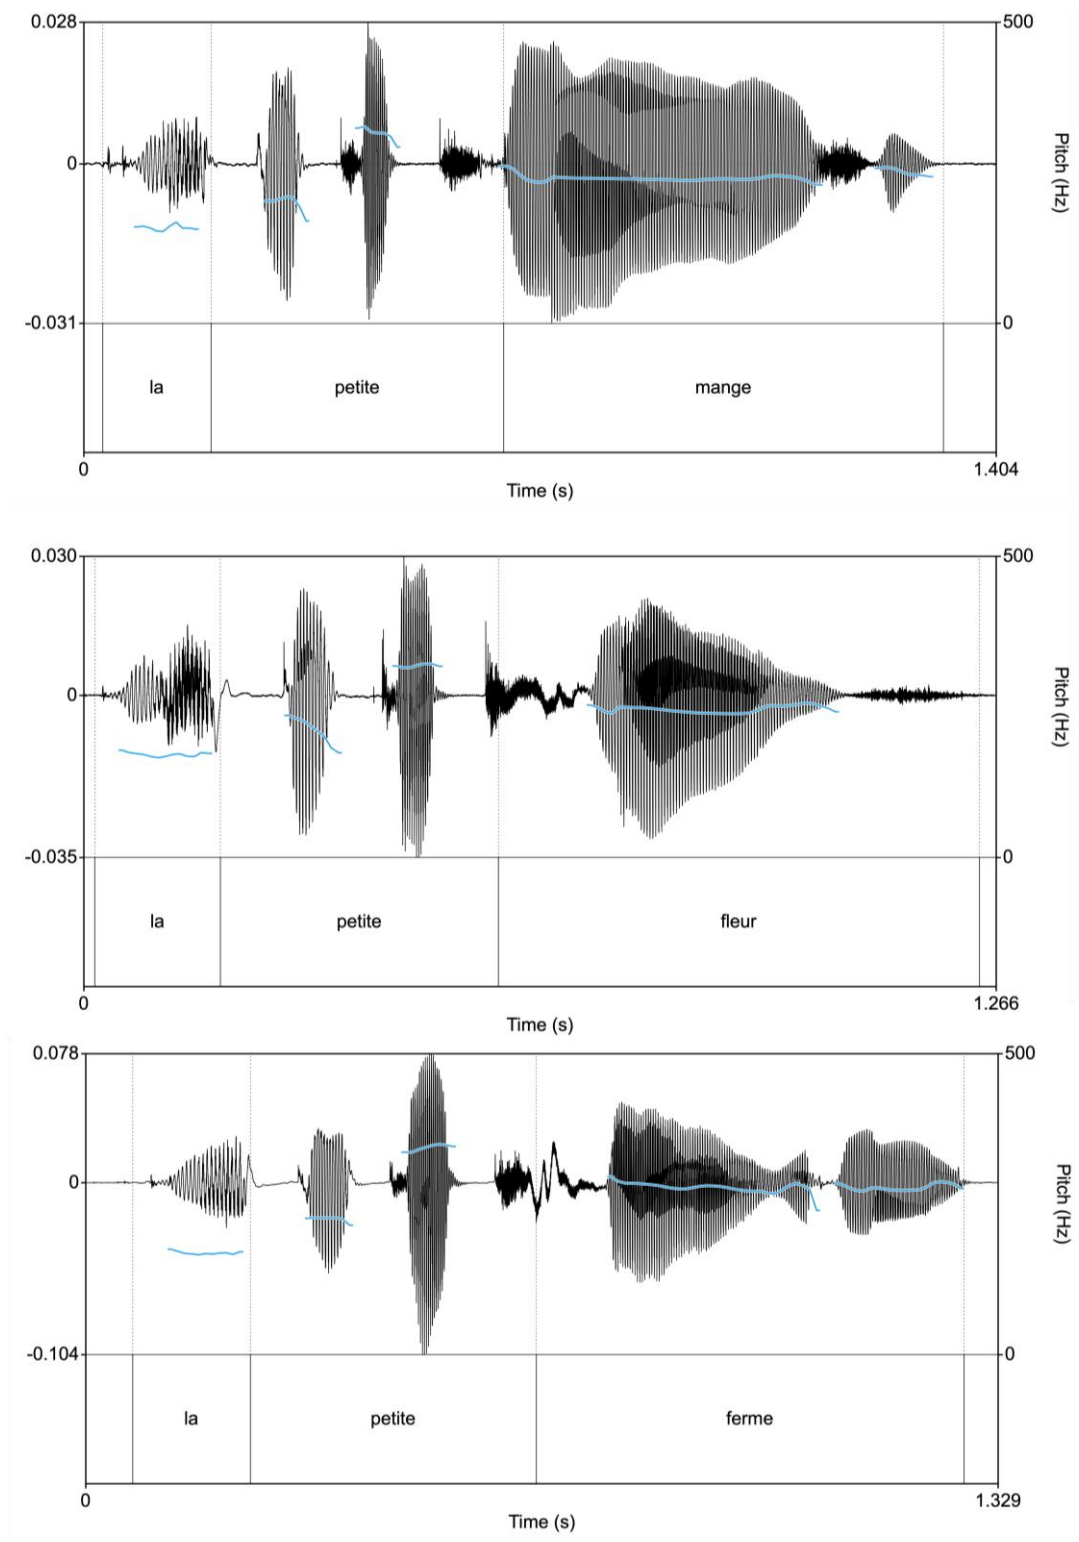 0.028
500
0
Pitch (Hz)
-0.031
0
la petite mange
0
1.404
Time (s)
0.030
500
0
Pitch (Hz)
-0.035
0
la petite fleur
0
1.266
Time (s)
0.078
500
0
Pitch (Hz)
-0.104
0
la petite ferme
0
1.329
Time (s)